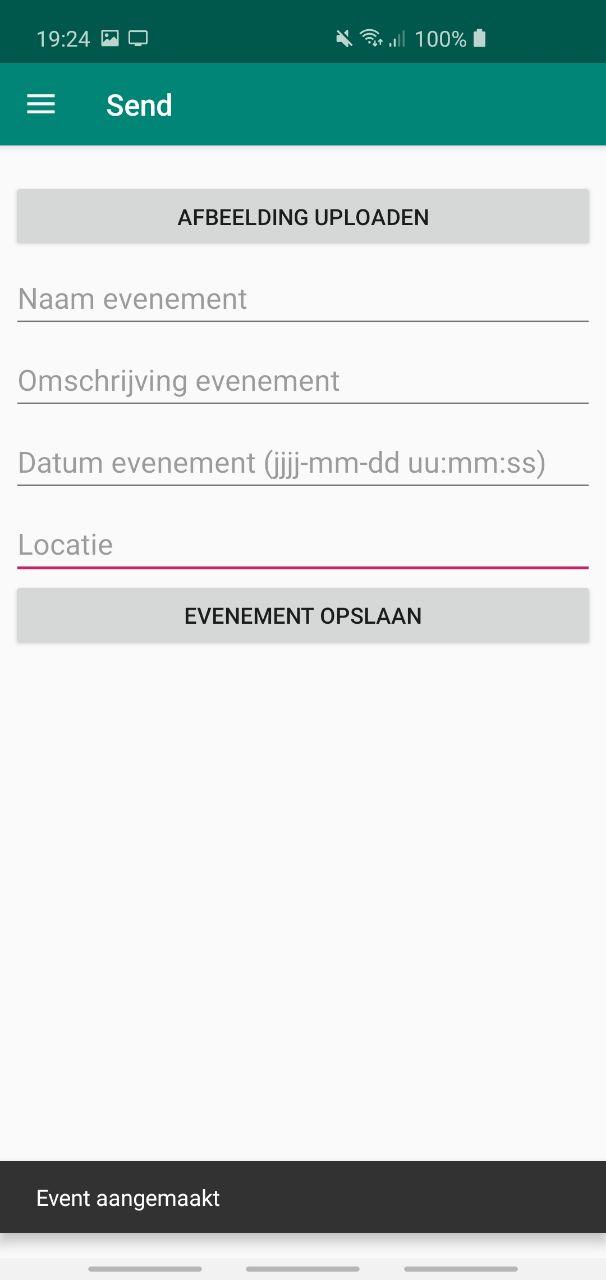 19:24 100%
Send
AFBEELDING UPLOADEN
Naam evenement
Omschrijving evenement
Datum evenement (jjjj-mm-dd uu:mm:ss)
Locatie
EVENEMENT OPSLAAN
Event aangemaakt